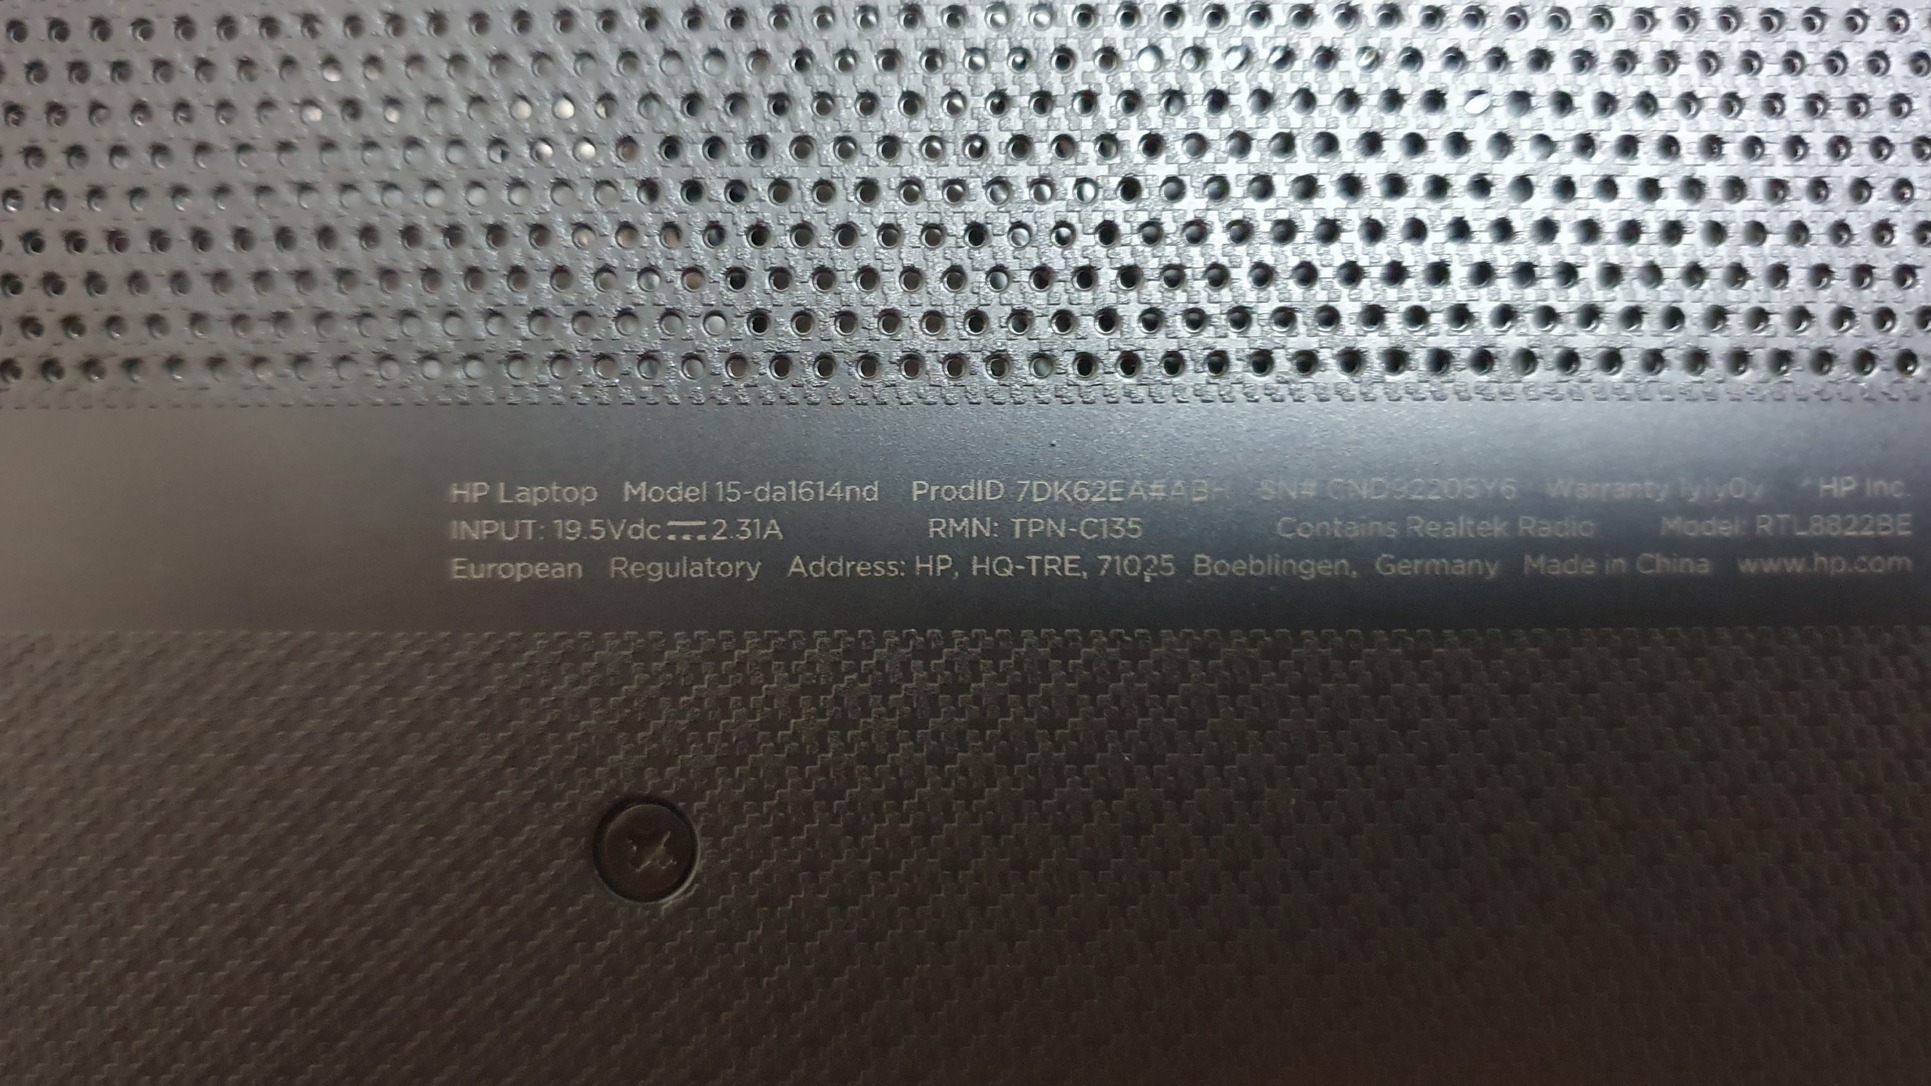 HP Laptop Model 15-da1614nd ProdID 7DK62EA#ABH SN# CND92205Y6 Warranty 1y1y0y HP Inc.
INPUT: 19.5Vdc⎓2.31A RMN: TPN-C135 Contains Realtek Radio Model: RTL8822BE
European Regulatory Address: HP, HQ-TRE, 71025 Boeblingen, Germany Made in China www.hp.com